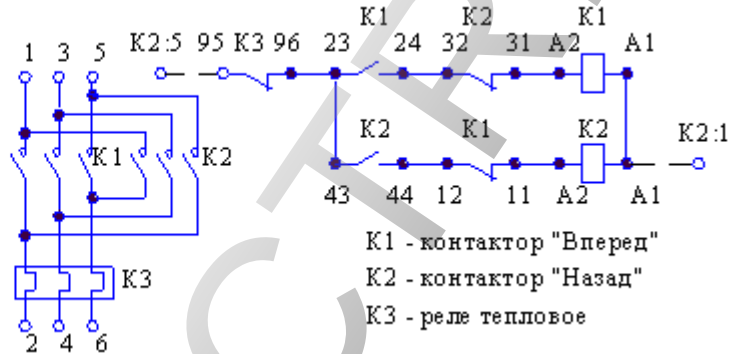 K1 K2 K1
1 3 5 K2:5 95 K3 96 23 24 32 31 A2 A1
K1 K2 K2 K1 K2 K2:1
43 44 12 11 A2 A1
K1 - контактор "Вперед"
K3 K2 - контактор "Назад"
K3 - реле тепловое
2 4 6
CTR